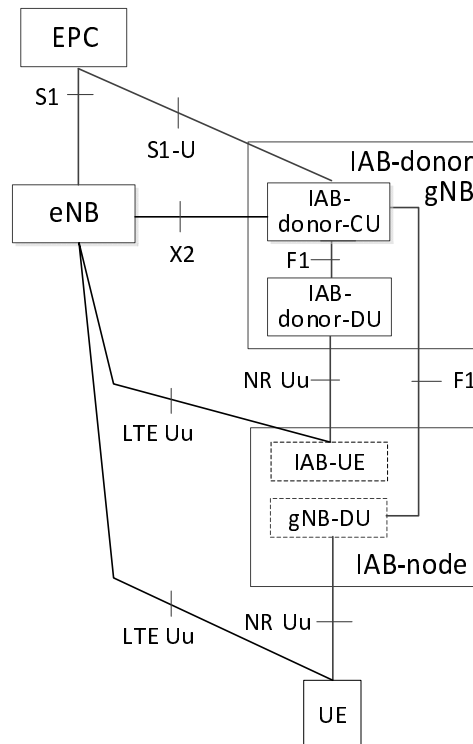 EPC
S1
S1-U
IAB-donor
gNB
eNB
IAB-
donor-CU
X2
F1
IAB-
donor-DU
NR Uu
F1
LTE Uu
IAB-UE
gNB-DU
IAB-node
LTE Uu
NR Uu
UE